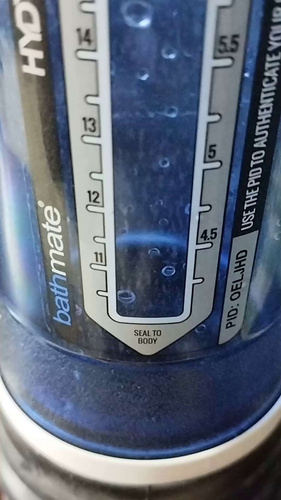 HYD
bathmate®
14
13
12
11
5.5
5
4.5
SEAL TO
BODY
USE THE PID TO AUTHENTICATE YOUR
PID: OELJHD